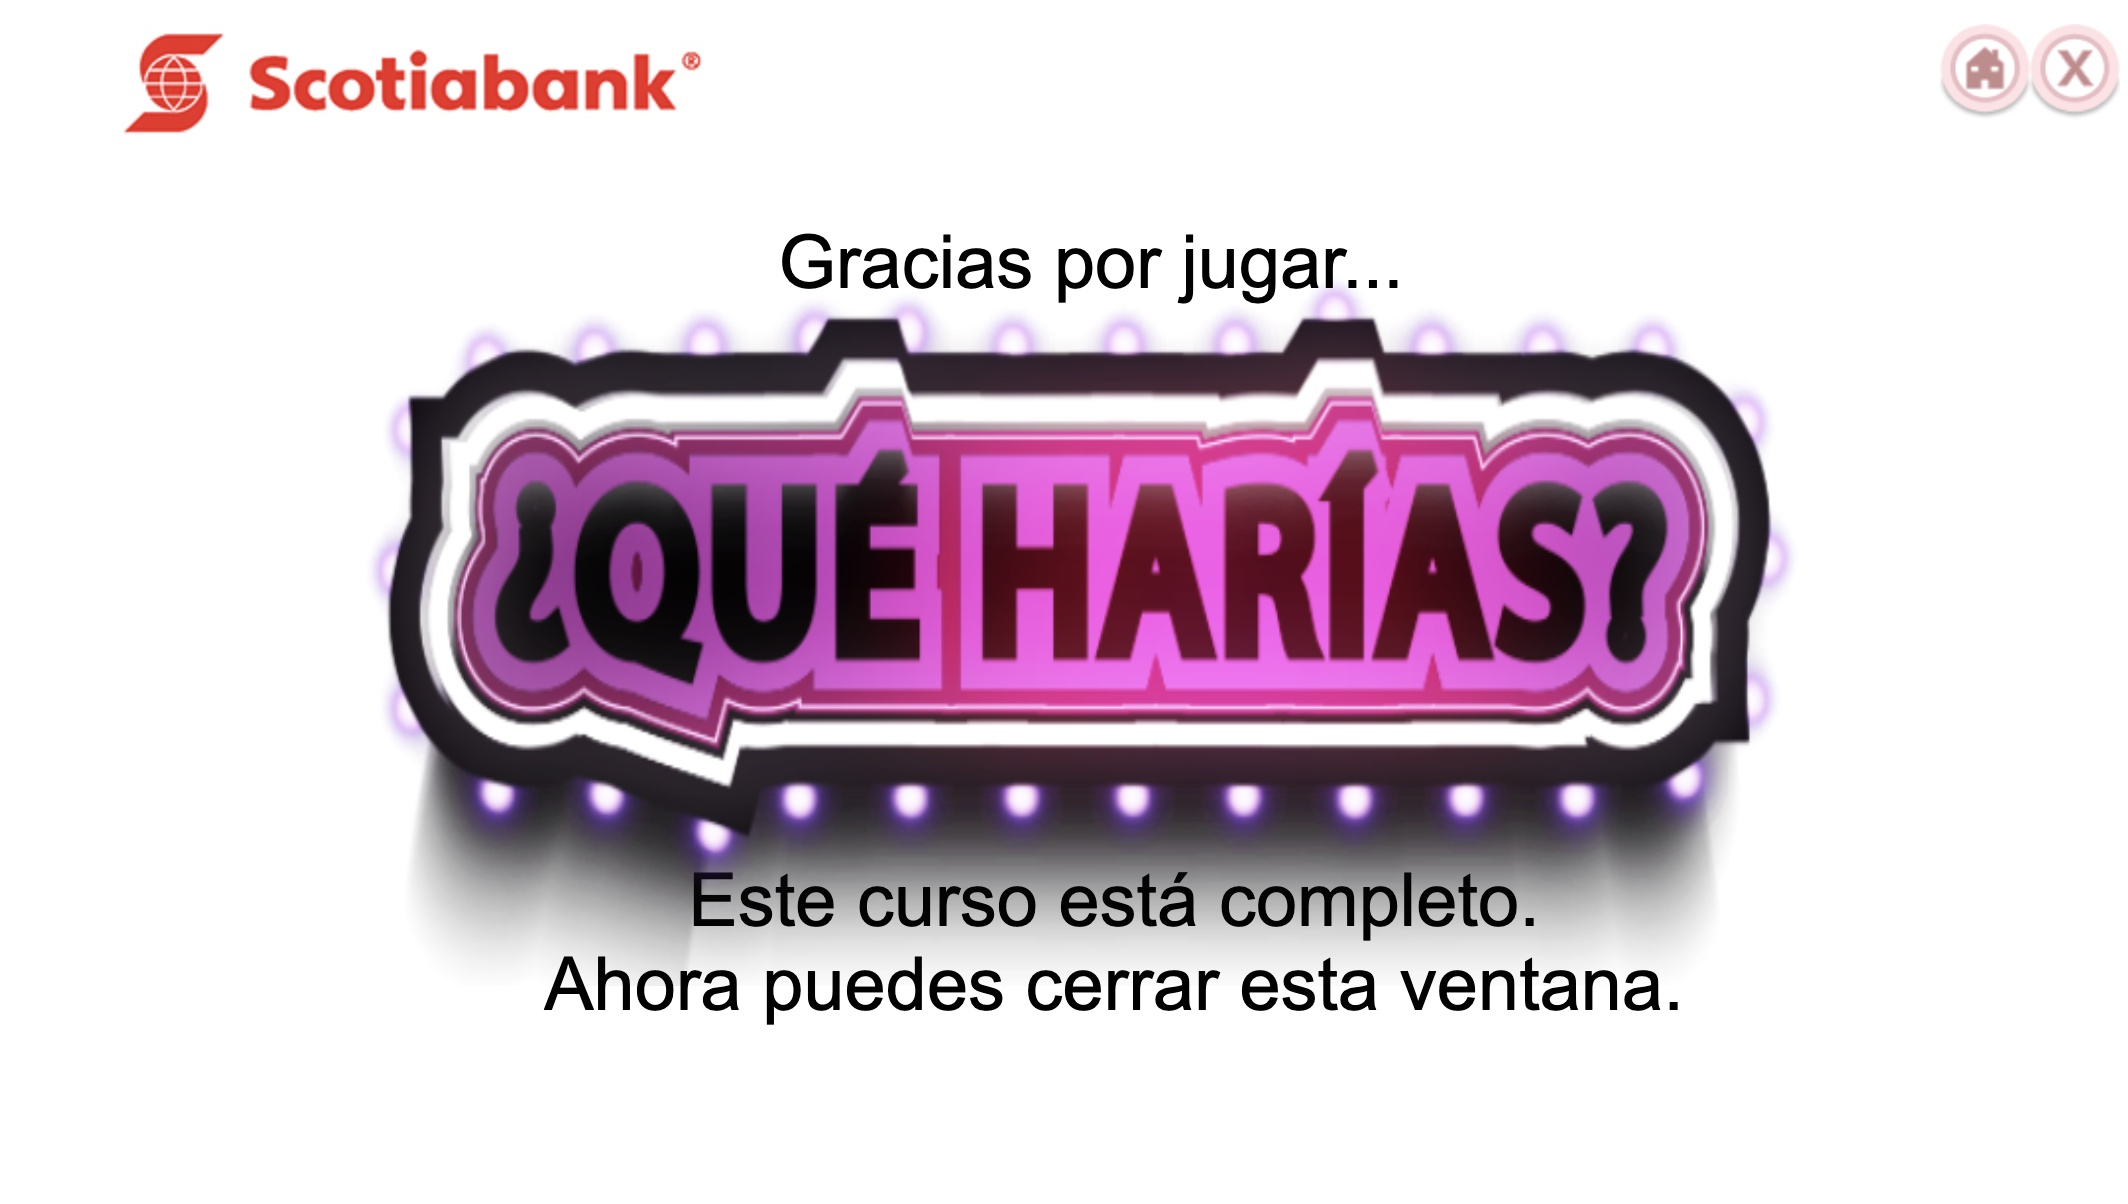 Scotiabank®
X
Gracias por jugar...
¿QUÉ HARÍAS?
Este curso está completo.
Ahora puedes cerrar esta ventana.